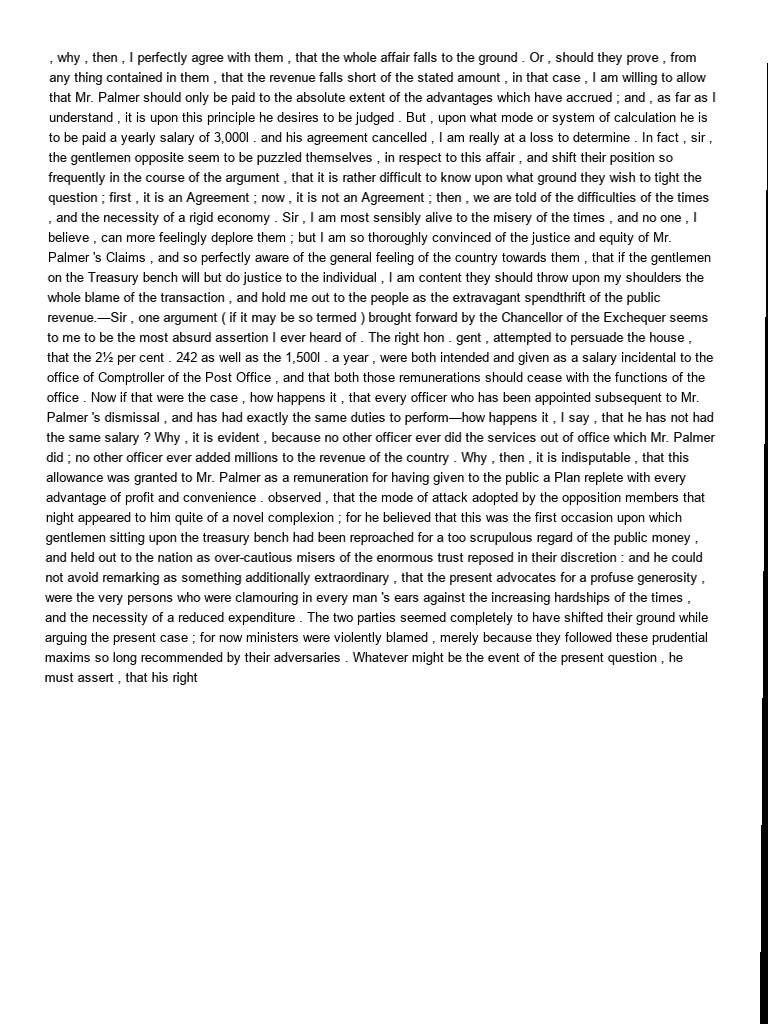 , why , then , I perfectly agree with them , that the whole affair falls to the ground . Or , should they prove , from
any thing contained in them , that the revenue falls short of the stated amount , in that case , I am willing to allow
that Mr. Palmer should only be paid to the absolute extent of the advantages which have accrued ; and , as far as I
understand , it is upon this principle he desires to be judged . But , upon what mode or system of calculation he is
to be paid a yearly salary of 3,000l . and his agreement cancelled , I am really at a loss to determine . In fact , sir ,
the gentlemen opposite seem to be puzzled themselves , in respect to this affair , and shift their position so
frequently in the course of the argument , that it is rather difficult to know upon what ground they wish to tight the
question ; first , it is an Agreement ; now , it is not an Agreement ; then , we are told of the difficulties of the times
, and the necessity of a rigid economy . Sir , I am most sensibly alive to the misery of the times , and no one , I
believe , can more feelingly deplore them ; but I am so thoroughly convinced of the justice and equity of Mr.
Palmer 's Claims , and so perfectly aware of the general feeling of the country towards them , that if the gentlemen
on the Treasury bench will but do justice to the individual , I am content they should throw upon my shoulders the
whole blame of the transaction , and hold me out to the people as the extravagant spendthrift of the public
revenue.—Sir , one argument ( if it may be so termed ) brought forward by the Chancellor of the Exchequer seems
to me to be the most absurd assertion I ever heard of . The right hon . gent , attempted to persuade the house ,
that the 2½ per cent . 242 as well as the 1,500l . a year , were both intended and given as a salary incidental to the
office of Comptroller of the Post Office , and that both those remunerations should cease with the functions of the
office . Now if that were the case , how happens it , that every officer who has been appointed subsequent to Mr.
Palmer 's dismissal , and has had exactly the same duties to perform—how happens it , I say , that he has not had
the same salary ? Why , it is evident , because no other officer ever did the services out of office which Mr. Palmer
did ; no other officer ever added millions to the revenue of the country . Why , then , it is indisputable , that this
allowance was granted to Mr. Palmer as a remuneration for having given to the public a Plan replete with every
advantage of profit and convenience . observed , that the mode of attack adopted by the opposition members that
night appeared to him quite of a novel complexion ; for he believed that this was the first occasion upon which
gentlemen sitting upon the treasury bench had been reproached for a too scrupulous regard of the public money ,
and held out to the nation as over-cautious misers of the enormous trust reposed in their discretion : and he could
not avoid remarking as something additionally extraordinary , that the present advocates for a profuse generosity ,
were the very persons who were clamouring in every man 's ears against the increasing hardships of the times ,
and the necessity of a reduced expenditure . The two parties seemed completely to have shifted their ground while
arguing the present case ; for now ministers were violently blamed , merely because they followed these prudential
maxims so long recommended by their adversaries . Whatever might be the event of the present question , he
must assert , that his right